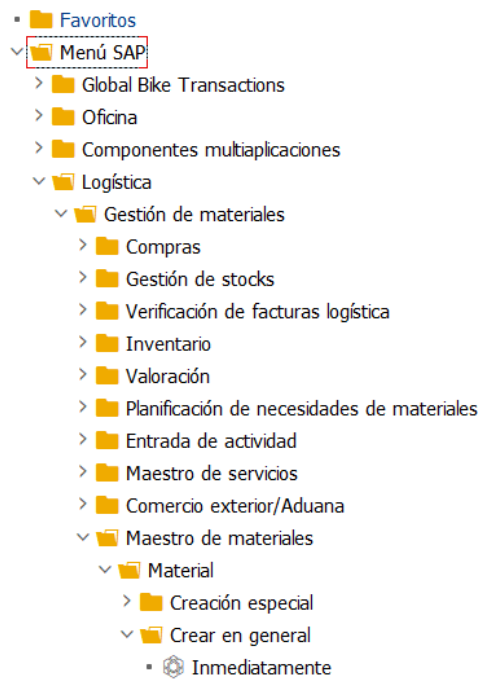 Favoritos
Menú SAP
Global Bike Transactions
Oficina
Componentes multiaplicaciones
Logística
Gestión de materiales
Compras
Gestión de stocks
Verificación de facturas logística
Inventario
Valoración
Planificación de necesidades de materiales
Entrada de actividad
Maestro de servicios
Comercio exterior/Aduana
Maestro de materiales
Material
Creación especial
Crear en general
Inmediatamente